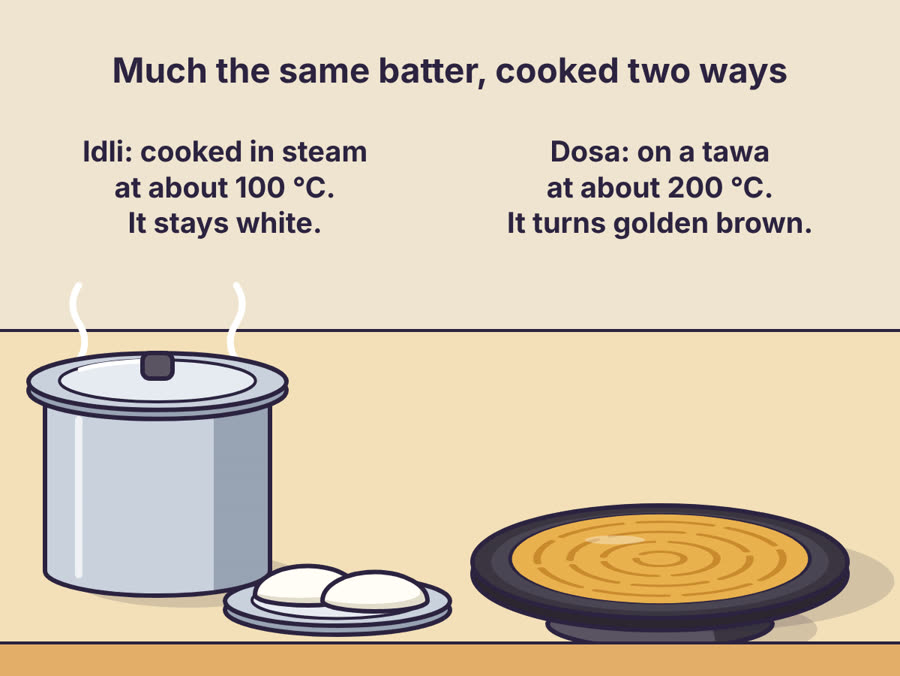 Much the same batter, cooked two ways
Idli: cooked in steam
at about 100 °C.
It stays white.
Dosa: on a tawa
at about 200 °C.
It turns golden brown.